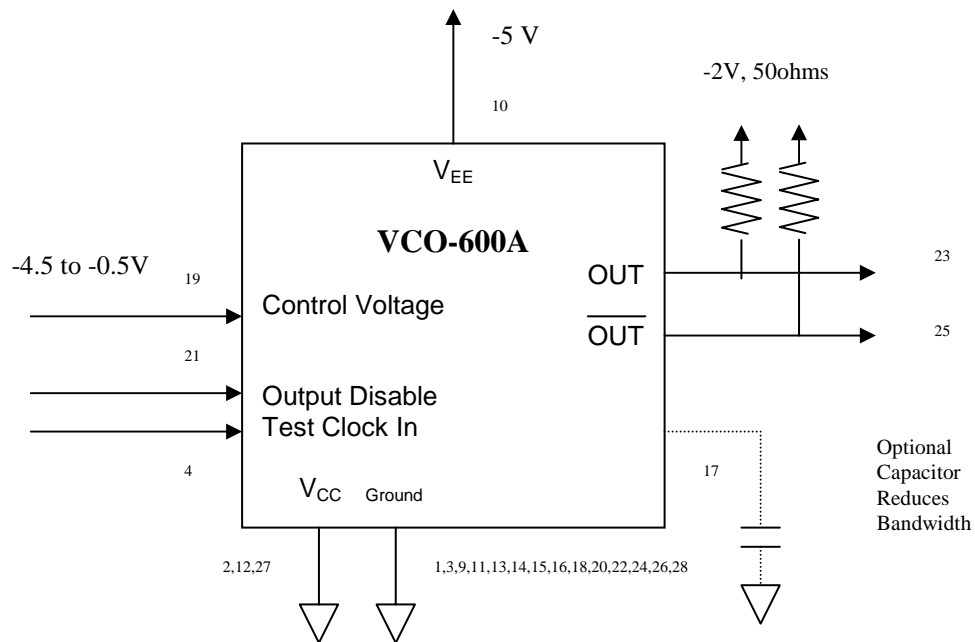 -5 V
-2V, 50ohms
10
VEE
VCO-600A
-4.5 to -0.5V
19
OUT
23
Control Voltage
OUT
25
21
Output Disable
Test Clock In
4
17
Optional
Capacitor
Reduces
Bandwidth
VCC Ground
2,12,27
1,3,9,11,13,14,15,16,18,20,22,24,26,28